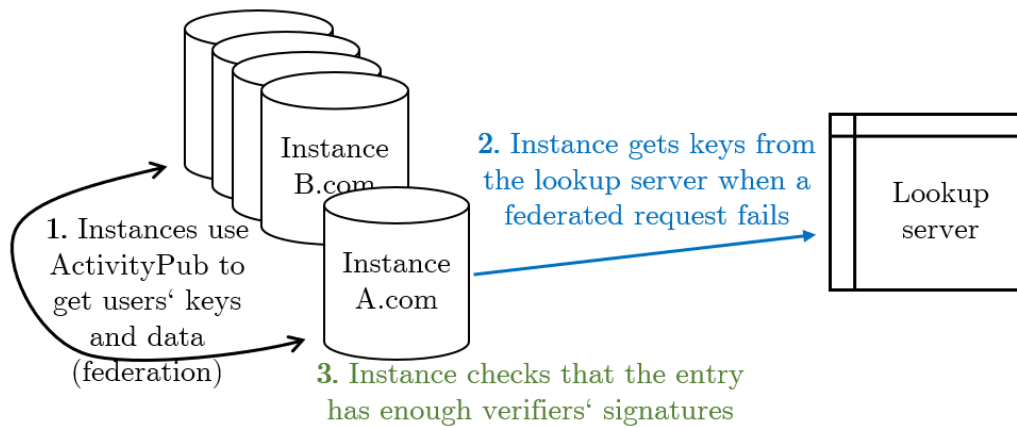 Instance
B.com
1. Instances use
ActivityPub to
get users‘ keys
and data
(federation)
Instance
A.com
2. Instance gets keys from
the lookup server when a
federated request fails
Lookup
server
3. Instance checks that the entry
has enough verifiers‘ signatures